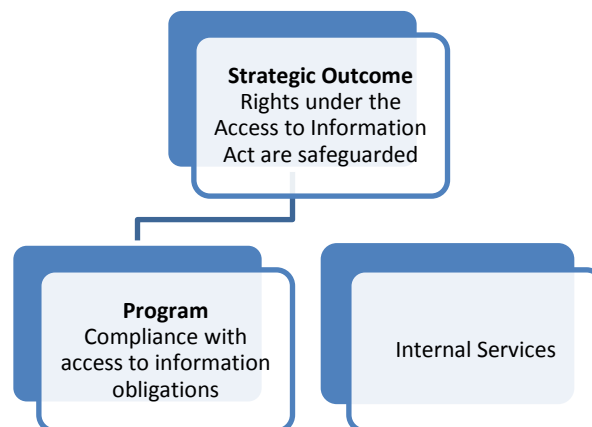 Strategic Outcome
Rights under the
Access to Information
Act are safeguarded
Program
Compliance with
access to information
obligations
Internal Services